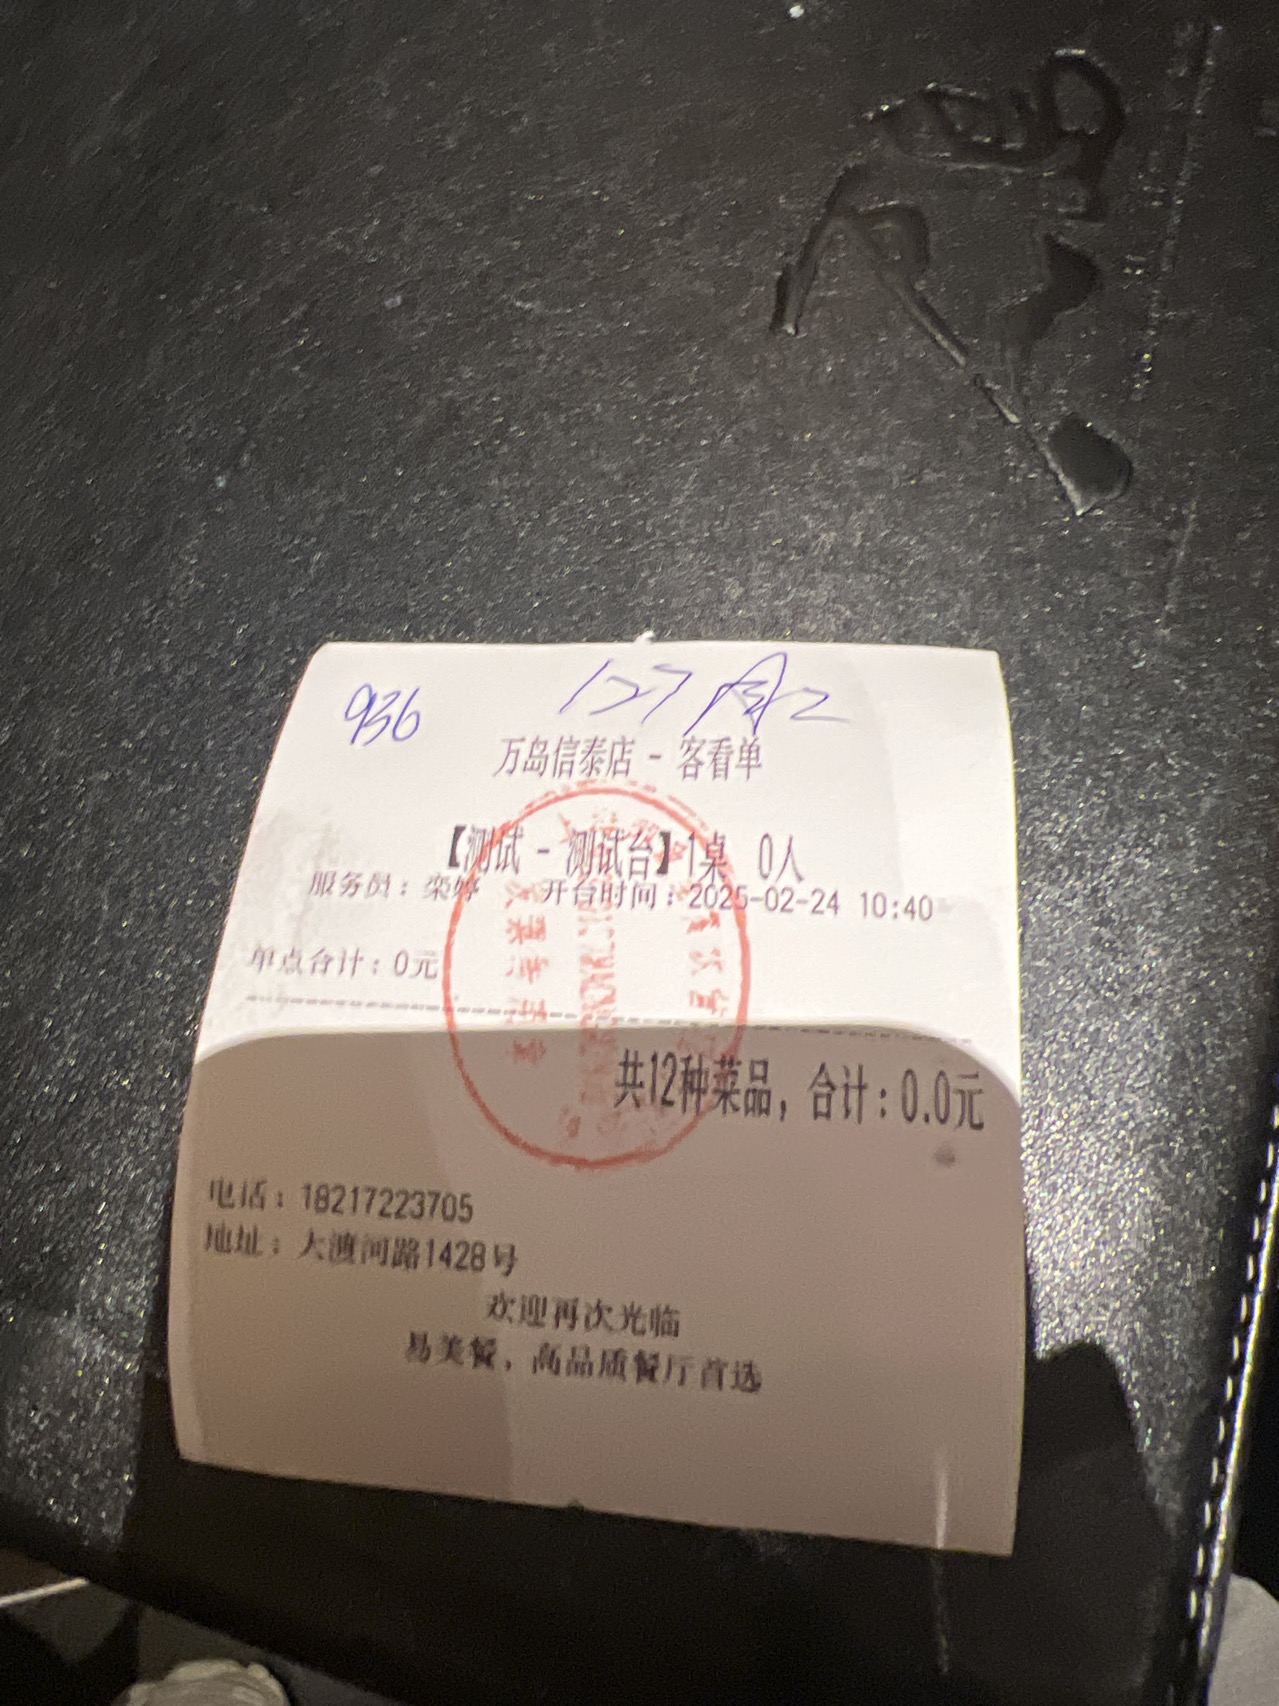 936
127
万岛信泰店 - 客看单
【测试 - 测试台】1桌 0人
服务员：栾婷 开台时间：2025-02-24 10:40
单点合计：0元
共12种菜品，合计：0.0元
电话：18217223705
地址：大渡河路1428号
欢迎再次光临
易美餐，高品质餐厅首选